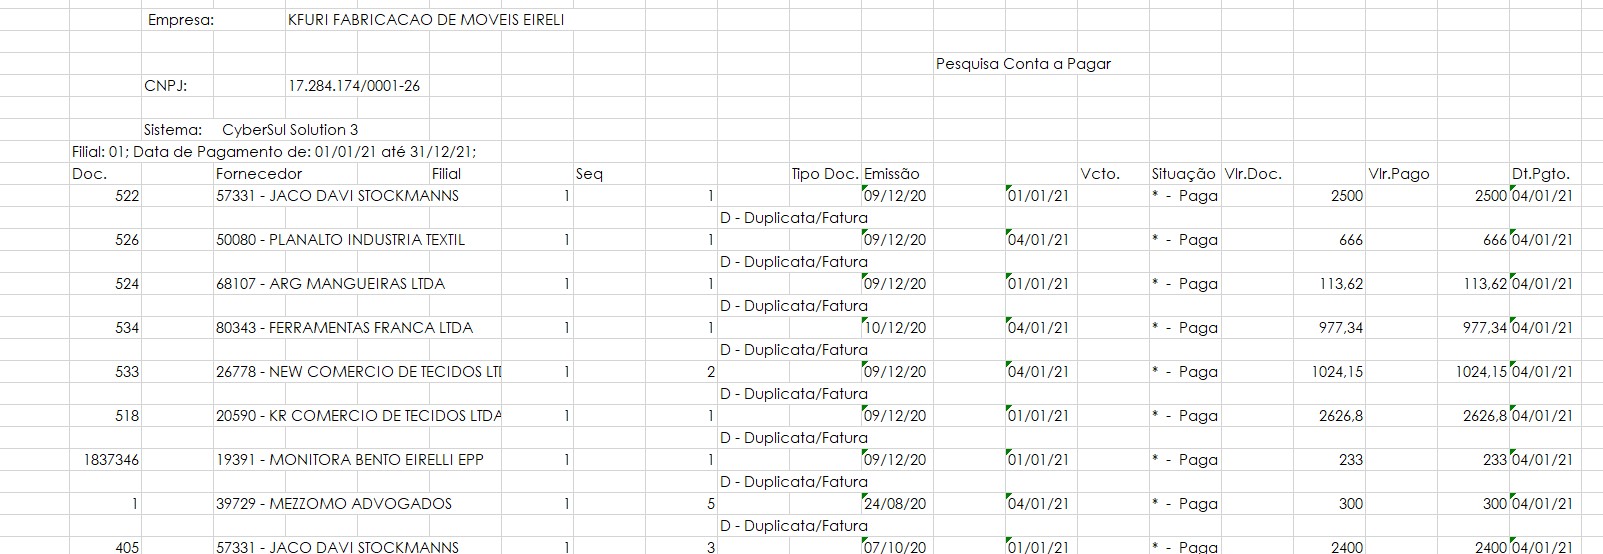 Empresa: KFURI FABRICACAO DE MOVEIS EIRELI
Pesquisa Conta a Pagar
CNPJ: 17.284.174/0001-26
Sistema: CyberSul Solution 3
Filial: 01; Data de Pagamento de: 01/01/21 até 31/12/21;
Doc. Fornecedor Filial Seq Tipo Doc. Emissão Vcto. Situação Vlr.Doc. Vlr.Pago Dt.Pgto.
522 57331 - JACO DAVI STOCKMANNS 1 1 09/12/20 01/01/21 * - Paga 2500 2500 04/01/21
D - Duplicata/Fatura
526 50080 - PLANALTO INDUSTRIA TEXTIL 1 1 09/12/20 04/01/21 * - Paga 666 666 04/01/21
D - Duplicata/Fatura
524 68107 - ARG MANGUEIRAS LTDA 1 1 09/12/20 01/01/21 * - Paga 113,62 113,62 04/01/21
D - Duplicata/Fatura
534 80343 - FERRAMENTAS FRANCA LTDA 1 1 10/12/20 04/01/21 * - Paga 977,34 977,34 04/01/21
D - Duplicata/Fatura
533 26778 - NEW COMERCIO DE TECIDOS LTD 1 2 09/12/20 04/01/21 * - Paga 1024,15 1024,15 04/01/21
D - Duplicata/Fatura
518 20590 - KR COMERCIO DE TECIDOS LTDA 1 1 09/12/20 01/01/21 * - Paga 2626,8 2626,8 04/01/21
D - Duplicata/Fatura
1837346 19391 - MONITORA BENTO EIRELLI EPP 1 1 09/12/20 01/01/21 * - Paga 233 233 04/01/21
D - Duplicata/Fatura
1 39729 - MEZZOMO ADVOGADOS 1 5 24/08/20 04/01/21 * - Paga 300 300 04/01/21
D - Duplicata/Fatura
405 57331 - JACO DAVI STOCKMANNS 1 3 07/10/20 01/01/21 * - Paga 2400 2400 04/01/21